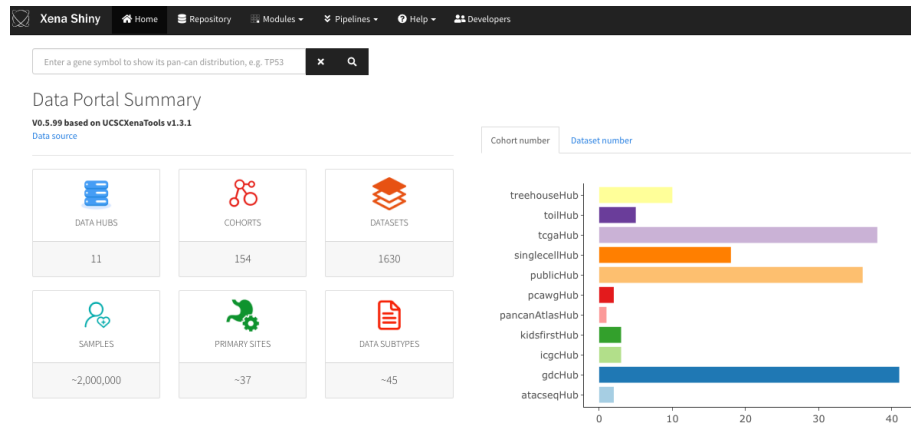 Xena Shiny Home Repository Modules Pipelines Help Developers
Enter a gene symbol to show its pan-can distribution, e.g. TP53
Data Portal Summary
V0.5.99 based on UCSCXenaTools v1.3.1
Data source
DATA HUBS COHORTS DATASETS
11 154 1630
SAMPLES PRIMARY SITES DATA SUBTYPES
~2,000,000 ~37 ~45
Cohort number Dataset number
treehouseHub
toilHub
tcgaHub
singlecellHub
publicHub
pcawgHub
pancanAtlasHub
kidsfirstHub
icgcHub
gdcHub
atacseqHub
0 10 20 30 40